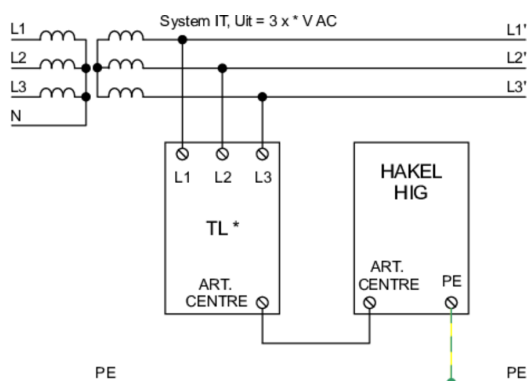 System IT, Uit = 3 x * V AC
L1
L1'
L2
L2'
L3
L3'
N
L1 L2 L3
TL *
ART.
CENTRE
HAKEL
HIG
ART.
CENTRE
PE
PE
PE